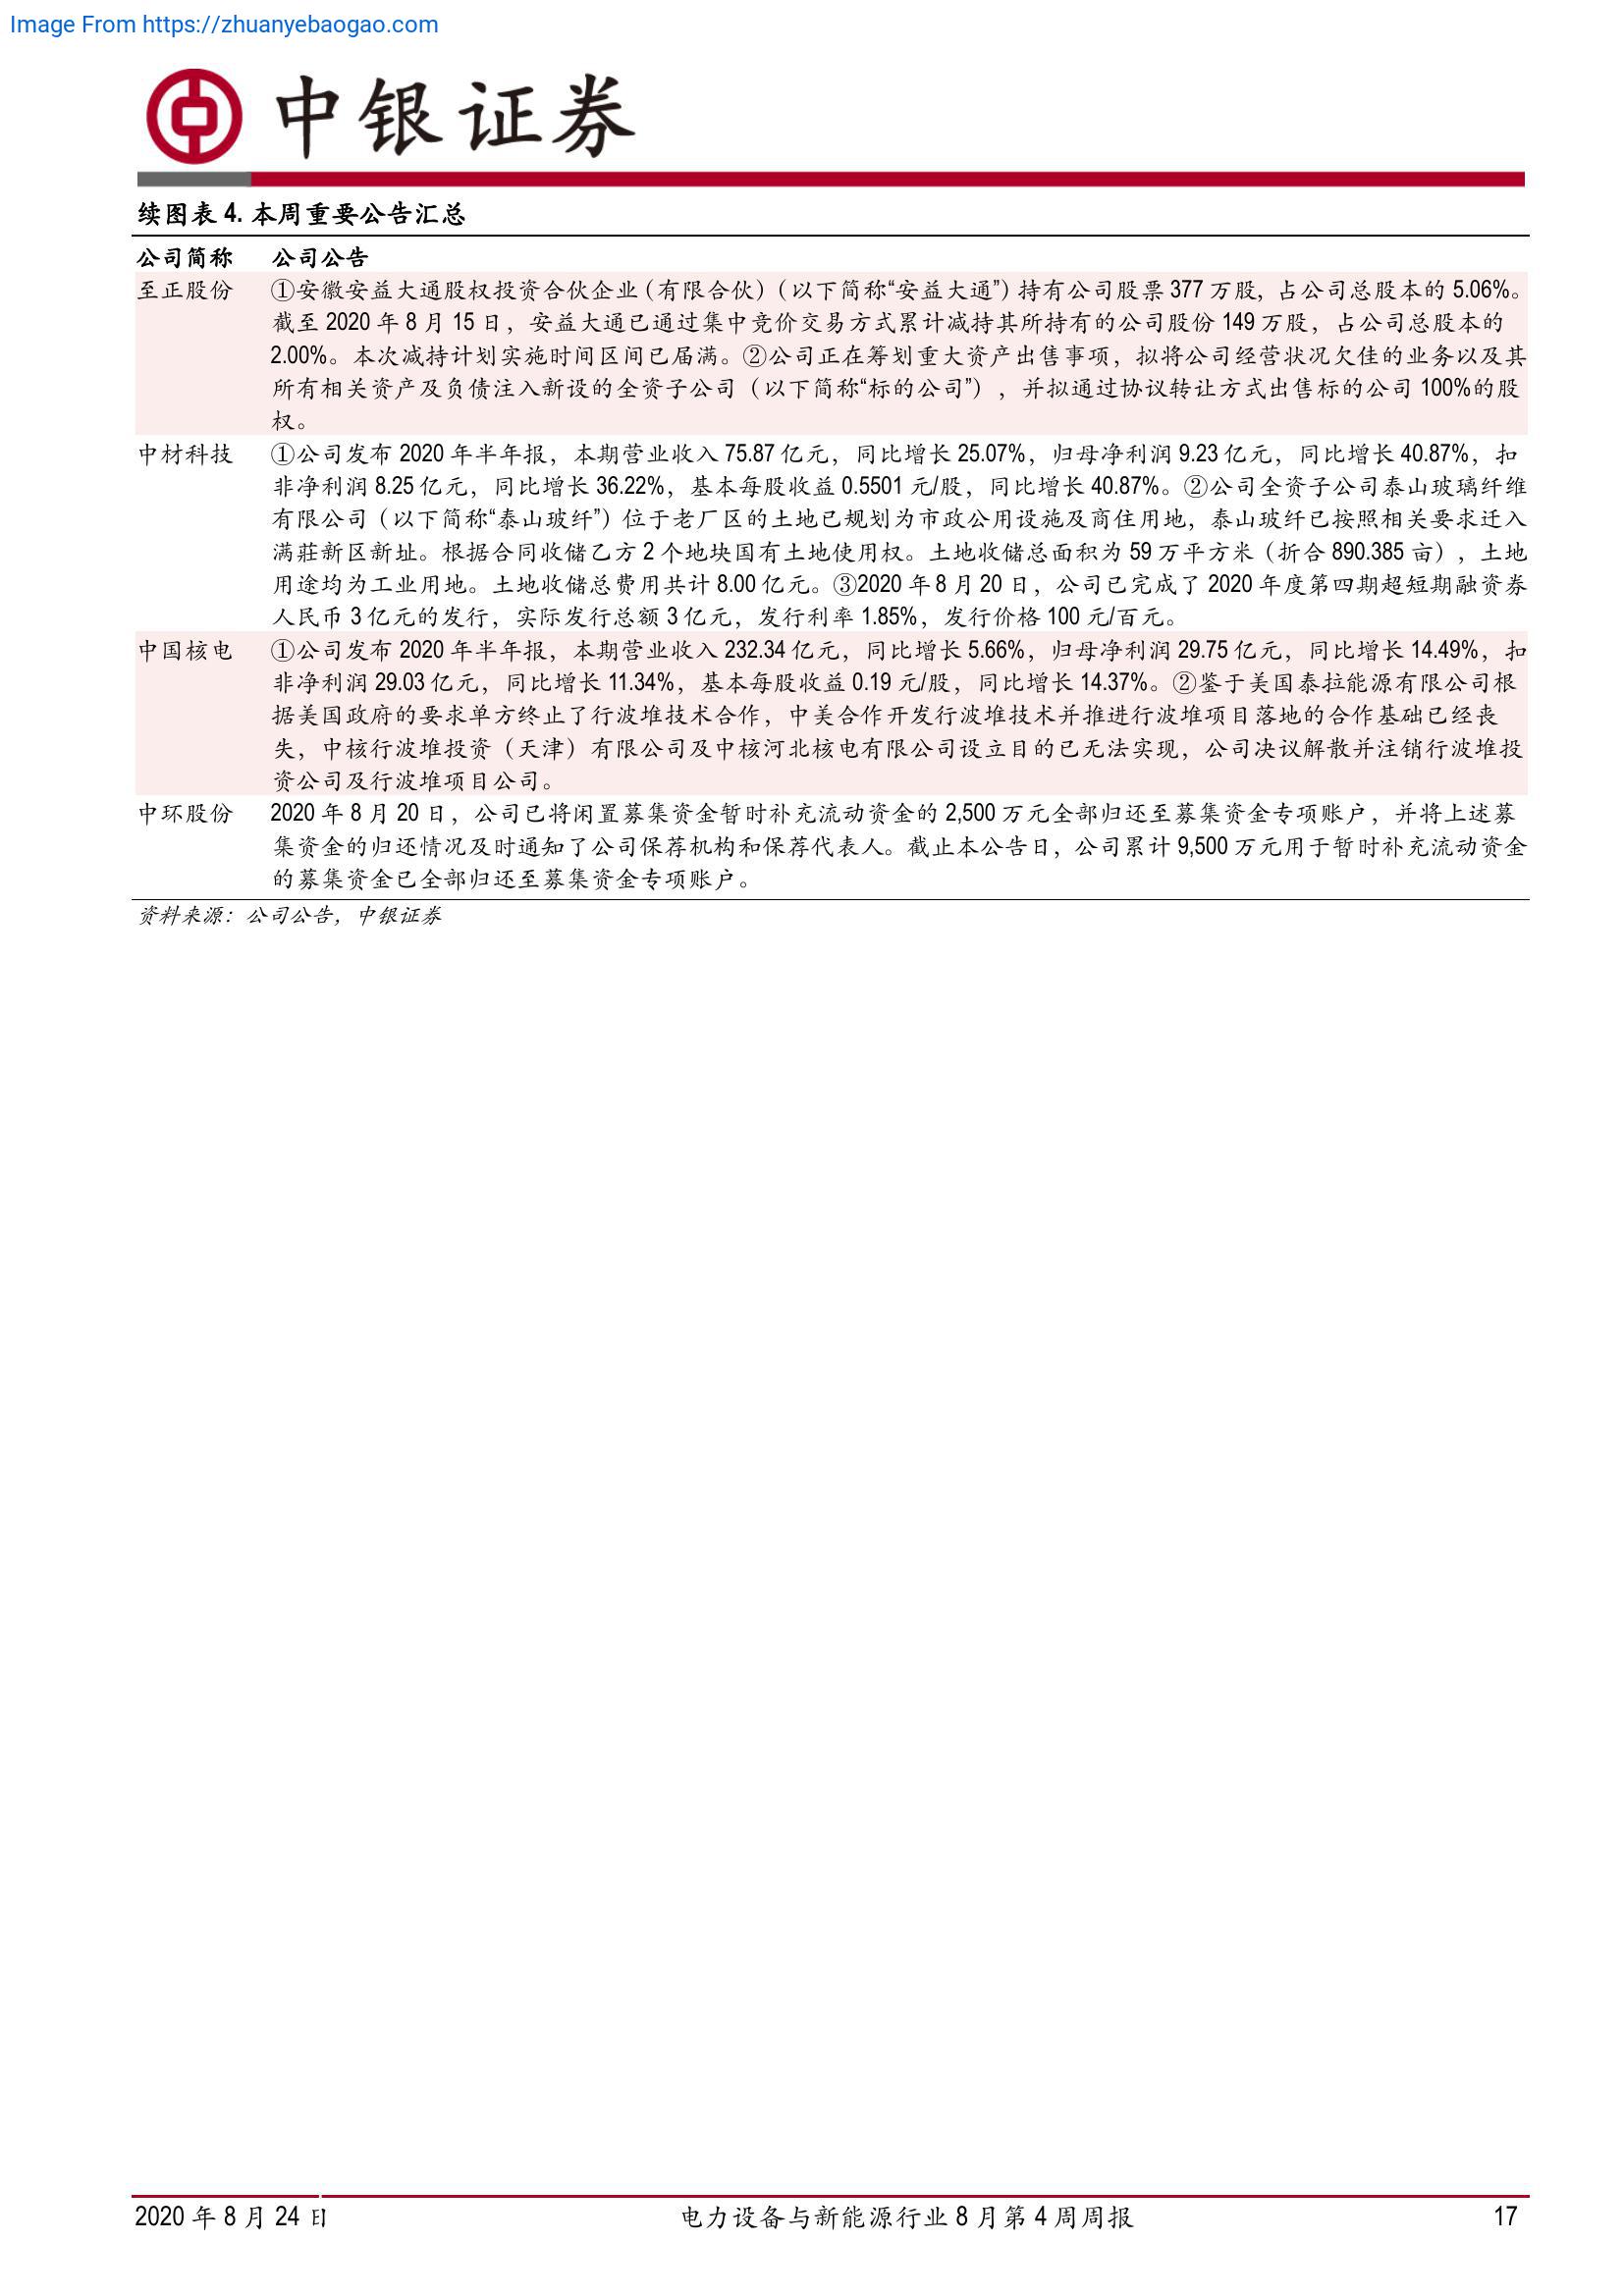 Image From https://zhuanyebaogao.com
中银证券
续图表 4. 本周重要公告汇总
公司简称 公司公告
至正股份 ①安徽安益大通股权投资合伙企业（有限合伙）（以下简称“安益大通”）持有公司股票 377 万股，占公司总股本的 5.06%。
截至 2020 年 8 月 15 日，安益大通已通过集中竞价交易方式累计减持其所持有的公司股份 149 万股，占公司总股本的
2.00%。本次减持计划实施时间区间已届满。②公司正在筹划重大资产出售事项，拟将公司经营状况欠佳的业务以及其
所有相关资产及负债注入新设的全资子公司（以下简称“标的公司”），并拟通过协议转让方式出售标的公司 100%的股
权。
中材科技 ①公司发布 2020 年半年报，本期营业收入 75.87 亿元，同比增长 25.07%，归母净利润 9.23 亿元，同比增长 40.87%，扣
非净利润 8.25 亿元，同比增长 36.22%，基本每股收益 0.5501 元/股，同比增长 40.87%。②公司全资子公司泰山玻璃纤维
有限公司（以下简称“泰山玻纤”）位于老厂区的土地已规划为市政公用设施及商住用地，泰山玻纤已按照相关要求迁入
满莊新区新址。根据合同收储乙方 2 个地块国有土地使用权。土地收储总面积为 59 万平方米（折合 890.385 亩），土地
用途均为工业用地。土地收储总费用共计 8.00 亿元。③2020 年 8 月 20 日，公司已完成了 2020 年度第四期超短期融资券
人民币 3 亿元的发行，实际发行总额 3 亿元，发行利率 1.85%，发行价格 100 元/百元。
中国核电 ①公司发布 2020 年半年报，本期营业收入 232.34 亿元，同比增长 5.66%，归母净利润 29.75 亿元，同比增长 14.49%，扣
非净利润 29.03 亿元，同比增长 11.34%，基本每股收益 0.19 元/股，同比增长 14.37%。②鉴于美国泰拉能源有限公司根
据美国政府的要求单方终止了行波堆技术合作，中美合作开发行波堆技术并推进行波堆项目落地的合作基础已经丧
失，中核行波堆投资（天津）有限公司及中核河北核电有限公司设立目的已无法实现，公司决议解散并注销行波堆投
资公司及行波堆项目公司。
中环股份 2020 年 8 月 20 日，公司已将闲置募集资金暂时补充流动资金的 2,500 万元全部归还至募集资金专项账户，并将上述募
集资金的归还情况及时通知了公司保荐机构和保荐代表人。截止本公告日，公司累计 9,500 万元用于暂时补充流动资金
的募集资金已全部归还至募集资金专项账户。
资料来源：公司公告，中银证券
2020 年 8 月 24 日 电力设备与新能源行业 8 月第 4 周周报 17